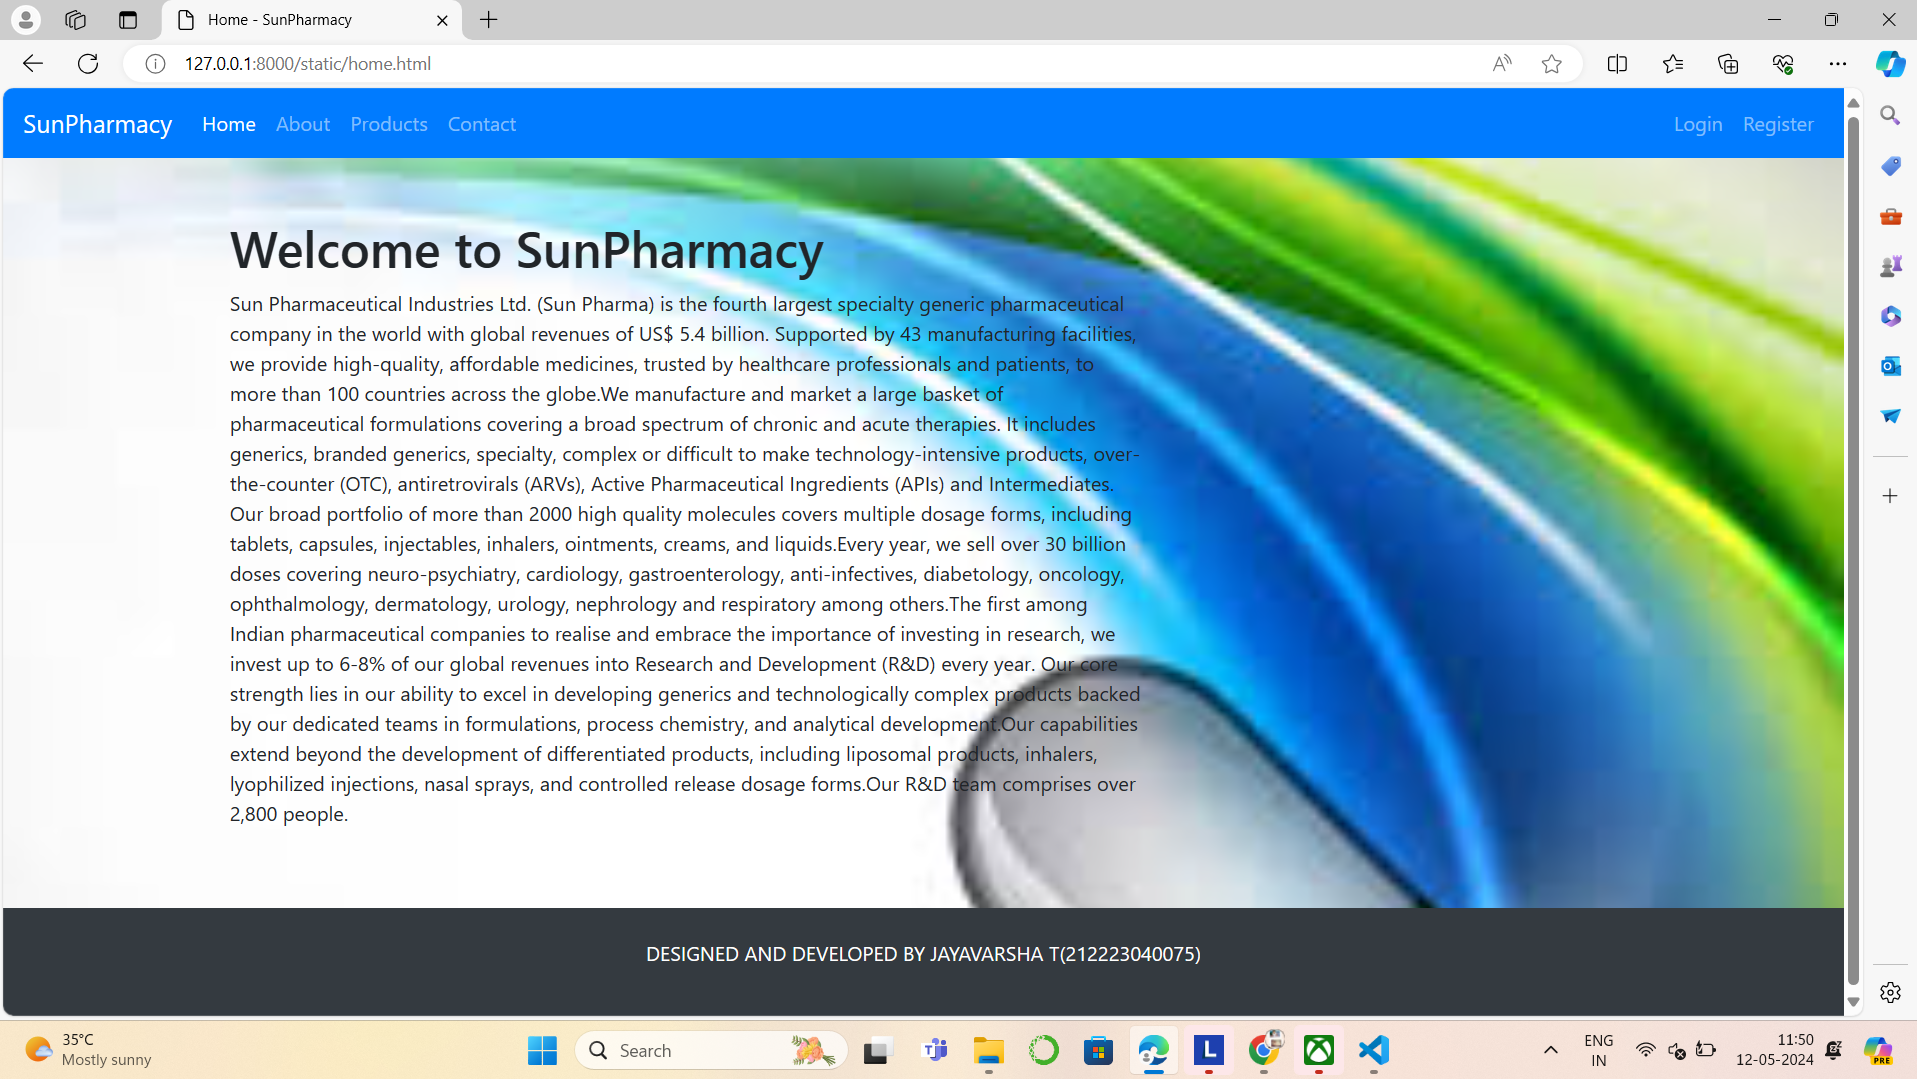 Home - SunPharmacy
127.0.0.1:8000/static/home.html
SunPharmacy Home About Products Contact Login Register
Welcome to SunPharmacy
Sun Pharmaceutical Industries Ltd. (Sun Pharma) is the fourth largest specialty generic pharmaceutical
company in the world with global revenues of US$ 5.4 billion. Supported by 43 manufacturing facilities,
we provide high-quality, affordable medicines, trusted by healthcare professionals and patients, to
more than 100 countries across the globe.We manufacture and market a large basket of
pharmaceutical formulations covering a broad spectrum of chronic and acute therapies. It includes
generics, branded generics, specialty, complex or difficult to make technology-intensive products, over-
the-counter (OTC), antiretrovirals (ARVs), Active Pharmaceutical Ingredients (APIs) and Intermediates.
Our broad portfolio of more than 2000 high quality molecules covers multiple dosage forms, including
tablets, capsules, injectables, inhalers, ointments, creams, and liquids.Every year, we sell over 30 billion
doses covering neuro-psychiatry, cardiology, gastroenterology, anti-infectives, diabetology, oncology,
ophthalmology, dermatology, urology, nephrology and respiratory among others.The first among
Indian pharmaceutical companies to realise and embrace the importance of investing in research, we
invest up to 6-8% of our global revenues into Research and Development (R&D) every year. Our core
strength lies in our ability to excel in developing generics and technologically complex products backed
by our dedicated teams in formulations, process chemistry, and analytical development.Our capabilities
extend beyond the development of differentiated products, including liposomal products, inhalers,
lyophilized injections, nasal sprays, and controlled release dosage forms.Our R&D team comprises over
2,800 people.
DESIGNED AND DEVELOPED BY JAYAVARSHA T(212223040075)
35°C
Mostly sunny
Search
ENG
IN
11:50
12-05-2024
PRE